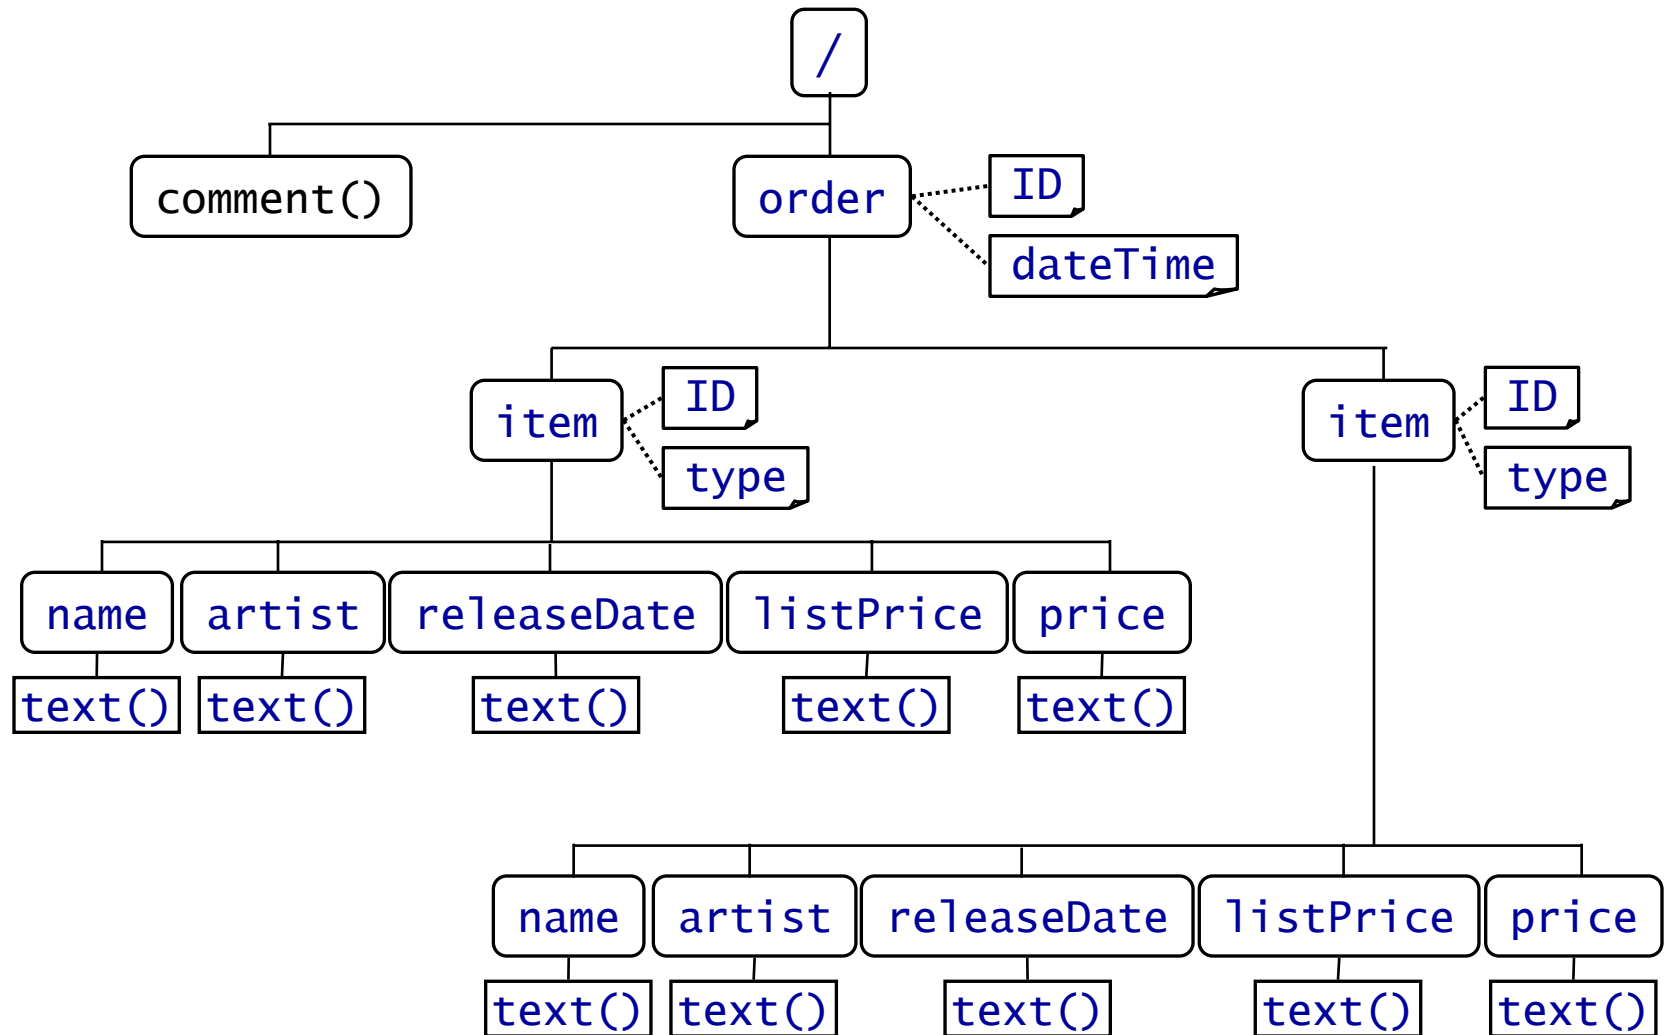 /
comment()
order
ID
dateTime
item
ID
type
item
ID
type
name
artist
releaseDate
listPrice
price
text()
text()
text()
text()
text()
name
artist
releaseDate
listPrice
price
text()
text()
text()
text()
text()